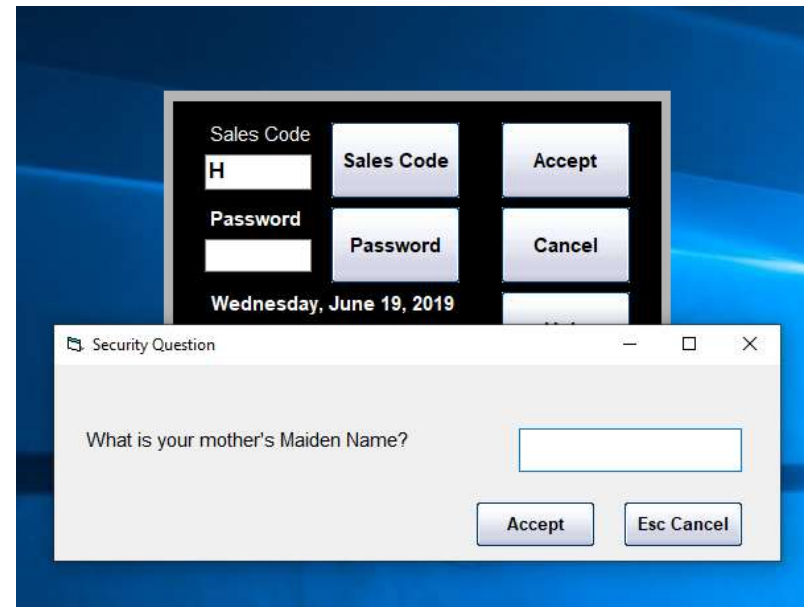 Sales Code
H
Sales Code
Accept
Password
Password
Cancel
Wednesday, June 19, 2019
Security Question
What is your mother's Maiden Name?
Accept
Esc Cancel